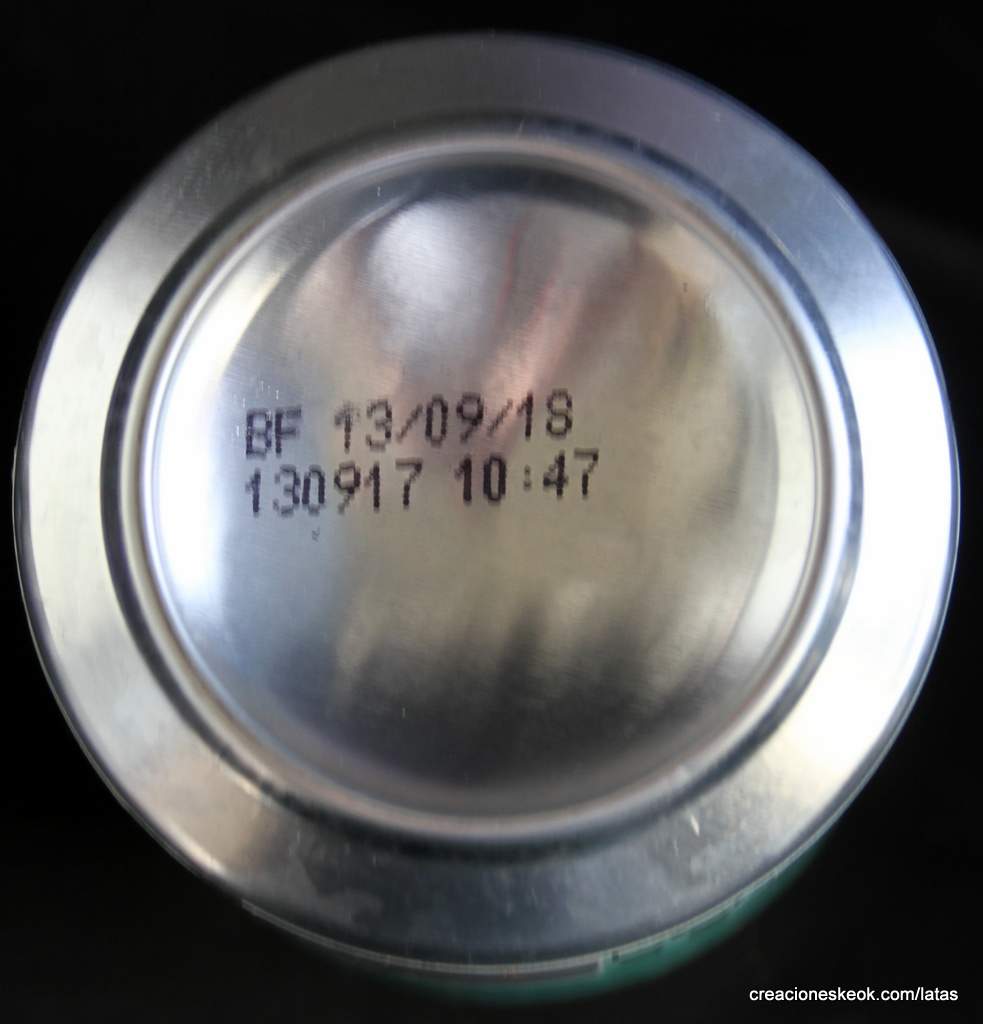 BF 13/09/18
130917 10:47
creacioneskeok.com/latas